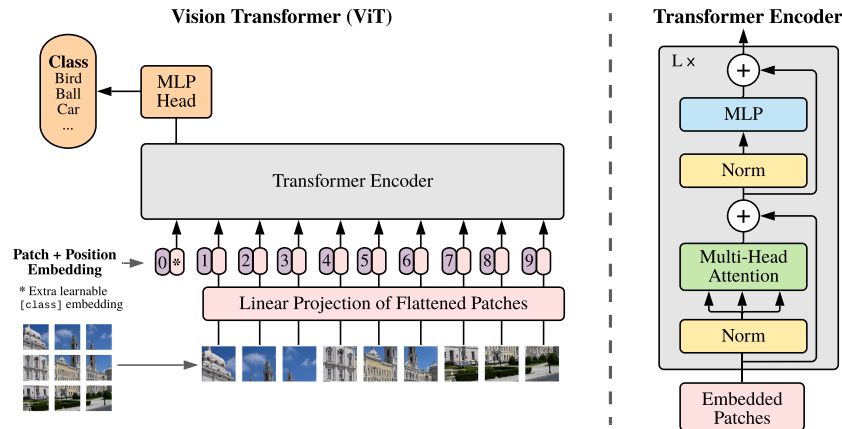 Vision Transformer (ViT)
Class
Bird
Ball
Car
...
MLP
Head
Transformer Encoder
Patch + Position
Embedding
0 * 1 2 3 4 5 6 7 8 9
* Extra learnable
[class] embedding
Linear Projection of Flattened Patches
Transformer Encoder
L x
+
MLP
Norm
+
Multi-Head
Attention
Norm
Embedded
Patches